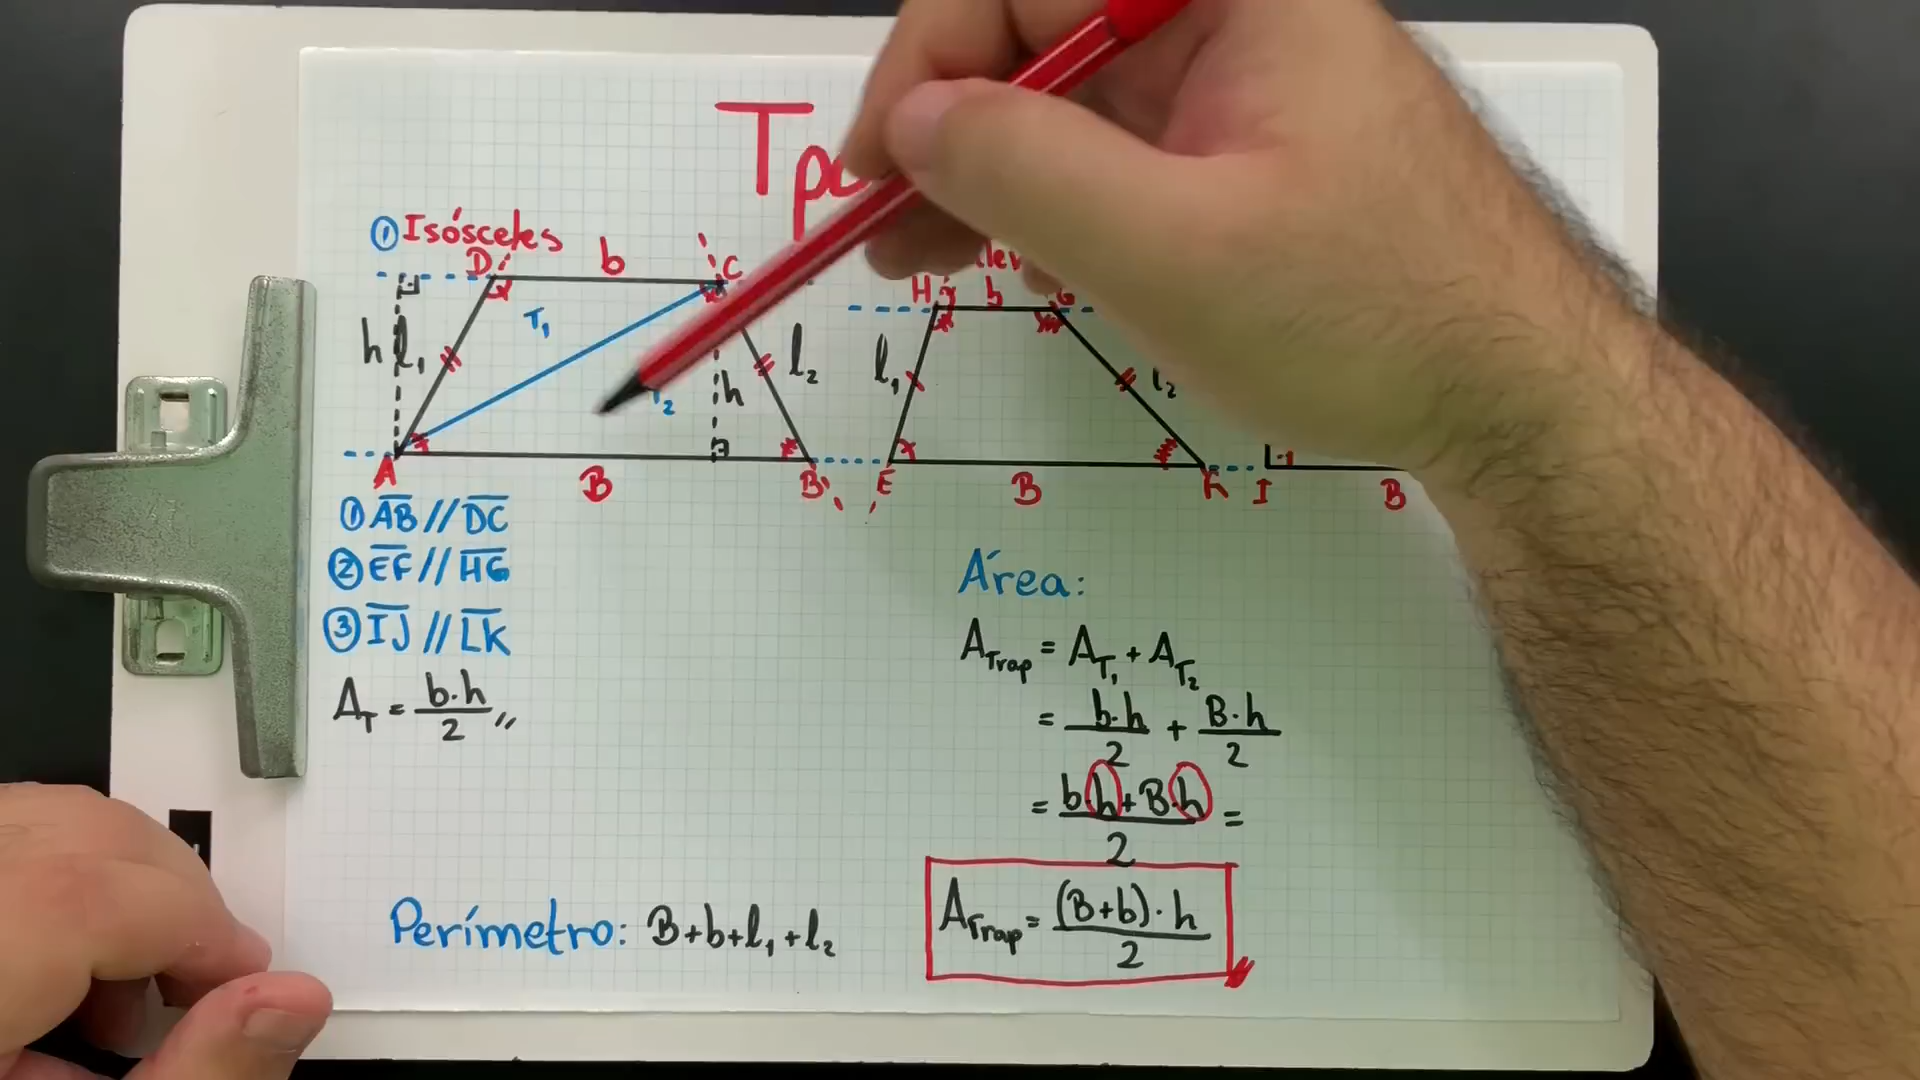 ① Isósceles
D b C
H b G
T₁
h l₁
T₂ h
l₂
l₁
l₂
A B B
E B F I B
① AB // DC
② EF // HG
③ IJ // LK
A_T = b·h / 2 //
Área:
A_Trap = A_T₁ + A_T₂
= b·h / 2 + B·h / 2
= b·h + B·h / 2 =
A_Trap = (B+b)·h / 2
Perímetro: B+b+l₁+l₂